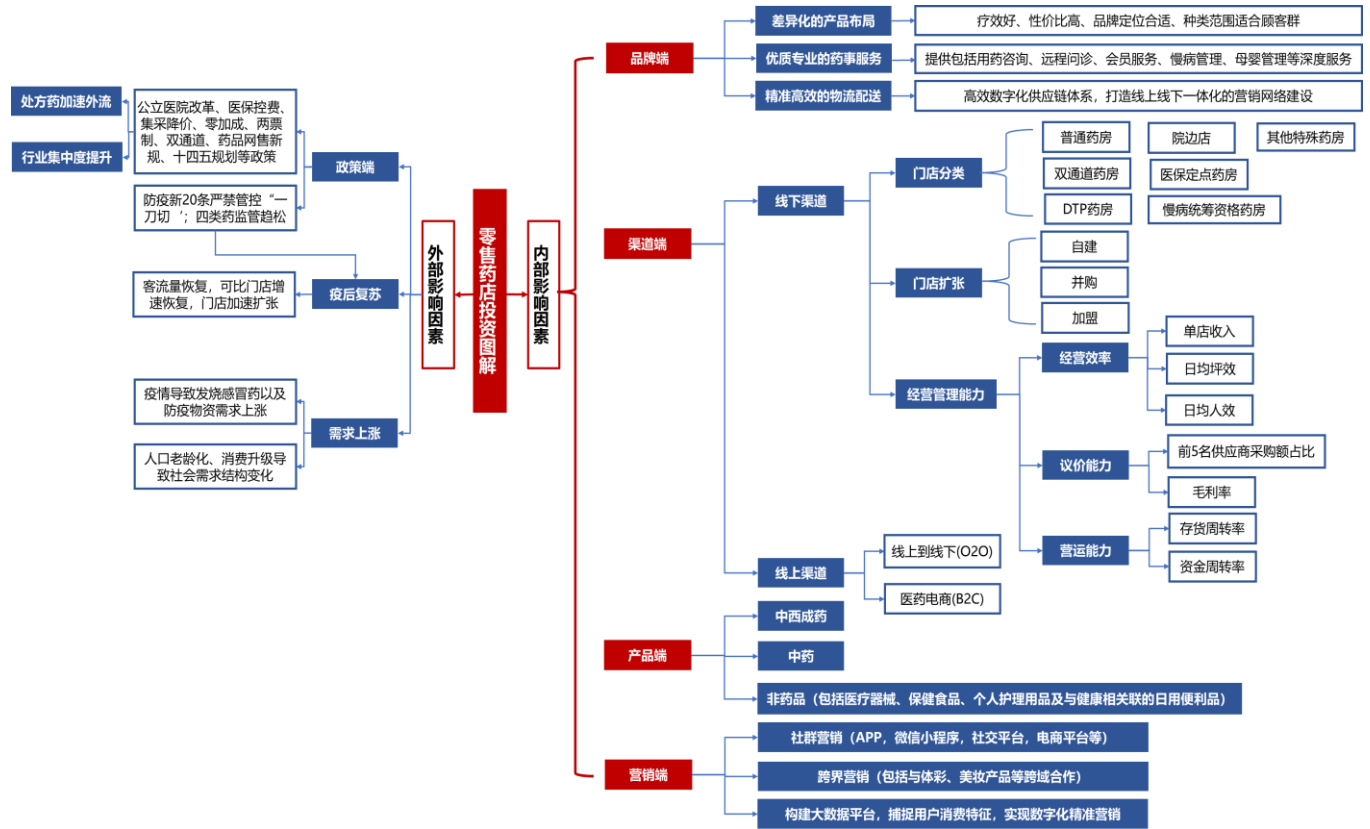 零售药店投资图解
外部影响因素
政策端
公立医院改革、医保控费、
集采降价、零加成、两票
制、双通道、药品网售新
规、十四五规划等政策
处方药加速外流
行业集中度提升
防疫新20条严禁管控“一
刀切‘；四类药监管趋松
疫后复苏
客流量恢复，可比门店增
速恢复，门店加速扩张
需求上涨
疫情导致发烧感冒药以及
防疫物资需求上涨
人口老龄化、消费升级导
致社会需求结构变化
内部影响因素
品牌端
差异化的产品布局
疗效好、性价比高、品牌定位合适、种类范围适合顾客群
优质专业的药事服务
提供包括用药咨询、远程问诊、会员服务、慢病管理、母婴管理等深度服务
精准高效的物流配送
高效数字化供应链体系，打造线上线下一体化的营销网络建设
渠道端
线下渠道
门店分类
普通药房
院边店
其他特殊药房
双通道药房
医保定点药房
DTP药房
慢病统筹资格药房
门店扩张
自建
并购
加盟
经营管理能力
经营效率
单店收入
日均坪效
日均人效
议价能力
前5名供应商采购额占比
毛利率
营运能力
存货周转率
资金周转率
线上渠道
线上到线下(O2O)
医药电商(B2C)
产品端
中西成药
中药
非药品（包括医疗器械、保健食品、个人护理用品及与健康相关联的日用便利品）
营销端
社群营销（APP，微信小程序，社交平台，电商平台等）
跨界营销（包括与体彩、美妆产品等跨域合作）
构建大数据平台，捕捉用户消费特征，实现数字化精准营销